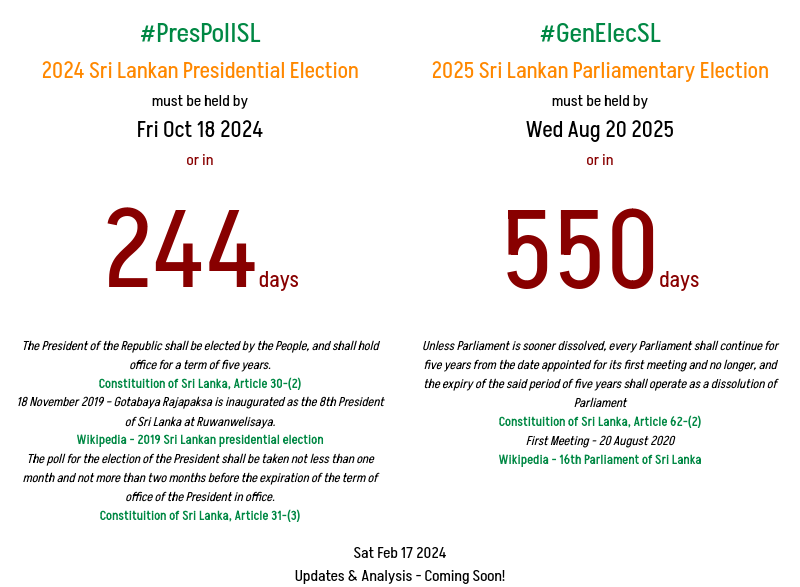 #PresPollSL
2024 Sri Lankan Presidential Election
must be held by
Fri Oct 18 2024
or in
244 days
The President of the Republic shall be elected by the People, and shall hold
office for a term of five years.
Constituition of Sri Lanka, Article 30-(2)
18 November 2019 - Gotabaya Rajapaksa is inaugurated as the 8th President
of Sri Lanka at Ruwanwelisaya.
Wikipedia - 2019 Sri Lankan presidential election
The poll for the election of the President shall be taken not less than one
month and not more than two months before the expiration of the term of
office of the President in office.
Constituition of Sri Lanka, Article 31-(3)
#GenElecSL
2025 Sri Lankan Parliamentary Election
must be held by
Wed Aug 20 2025
or in
550 days
Unless Parliament is sooner dissolved, every Parliament shall continue for
five years from the date appointed for its first meeting and no longer, and
the expiry of the said period of five years shall operate as a dissolution of
Parliament
Constituition of Sri Lanka, Article 62-(2)
First Meeting - 20 August 2020
Wikipedia - 16th Parliament of Sri Lanka
Sat Feb 17 2024
Updates & Analysis - Coming Soon!